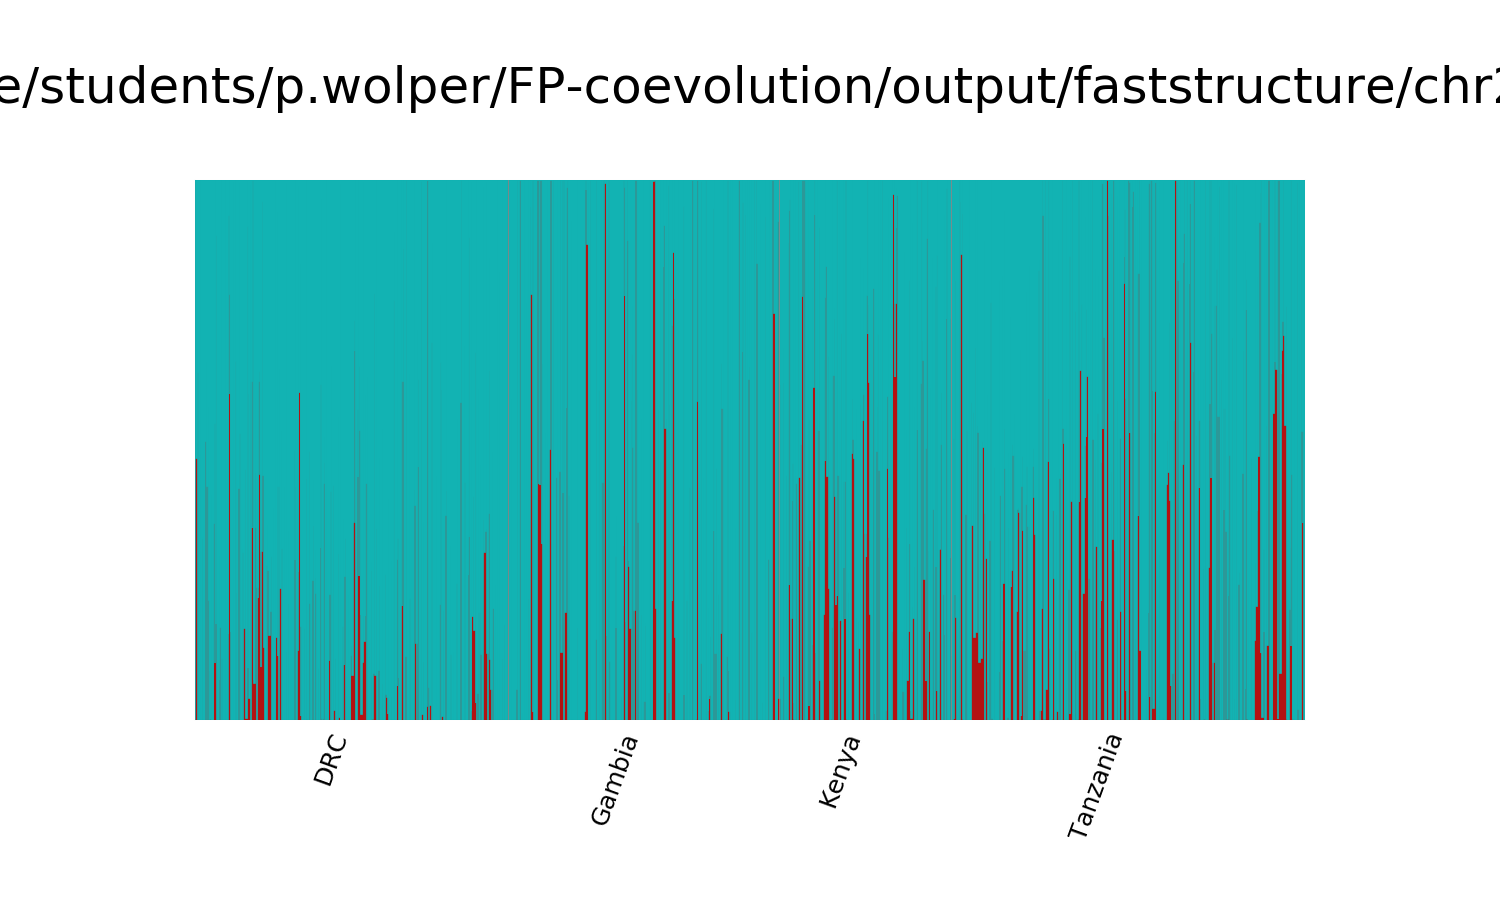 e/students/p.wolper/FP-coevolution/output/faststructure/chr2
DRC
Gambia
Kenya
Tanzania